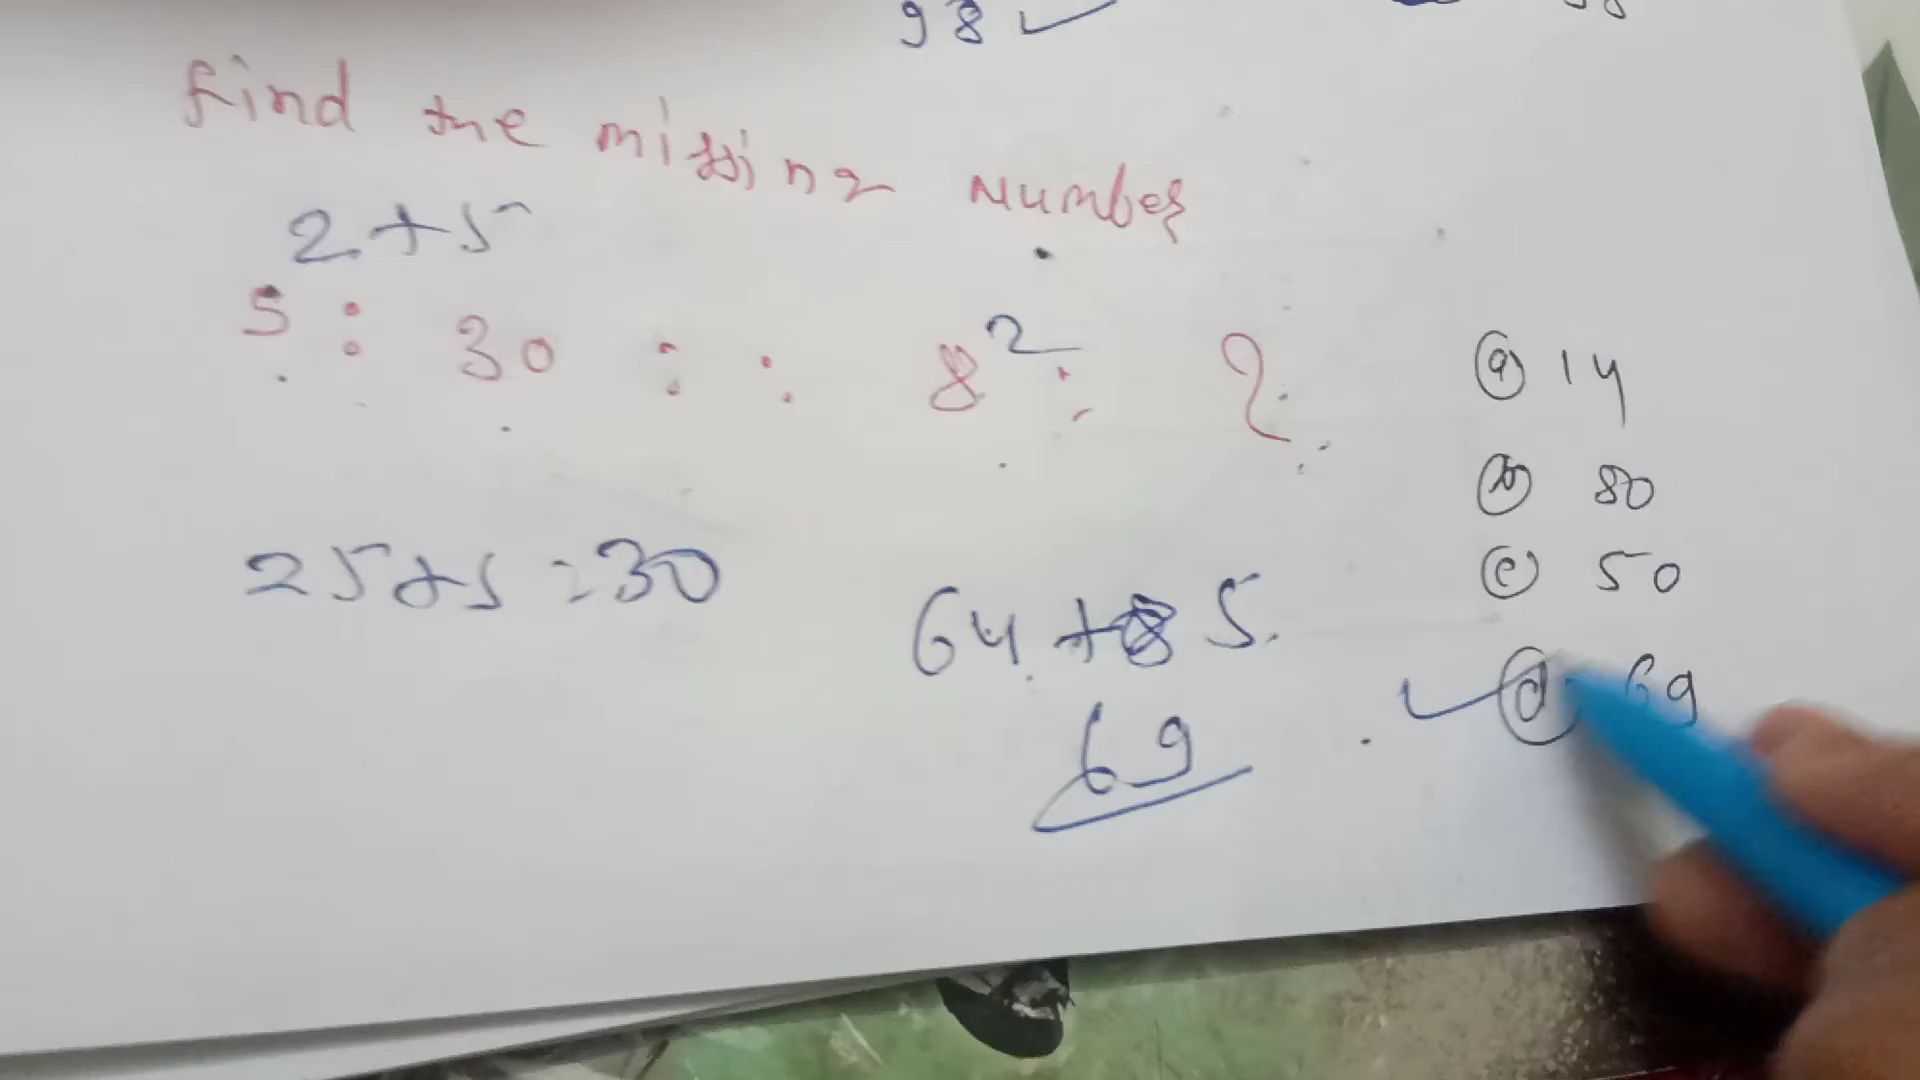 98
Find the missing Number
2 + 5
5 : 30 : : 8² : ?
25 + 5 = 30
64 + 5
69
(a) 14
(b) 80
(c) 50
(d) 69